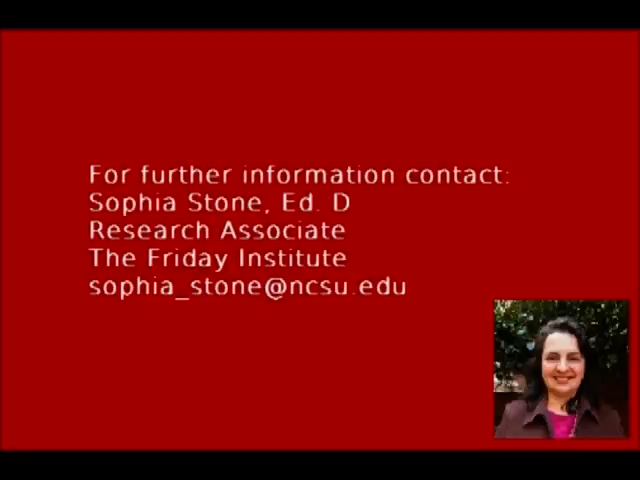 For further information contact:
Sophia Stone, Ed. D
Research Associate
The Friday Institute
sophia_stone@ncsu.edu